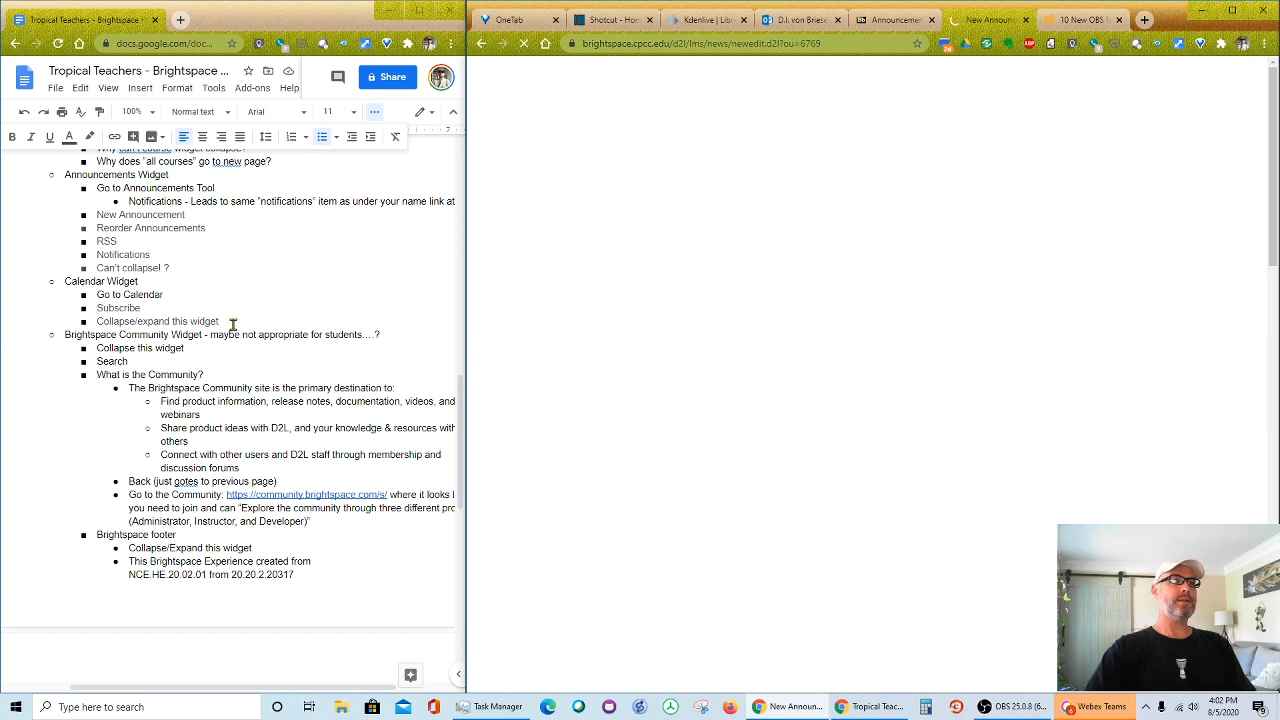 Tropical Teachers - Brightspace
OneTab
Shotcut - Hom
Kdenlive | Libr
D.I. von Briese
Announcemen
New Announc
10 New OBS f
docs.google.com/doc...
brightspace.cpcc.edu/d2l/lms/news/newedit.d2l?ou=6769
Tropical Teachers - Brightspace ...
Share
File Edit View Insert Format Tools Add-ons Help
100% Normal text Arial 11
Why can't course widget collapse?
Why does "all courses" go to new page?
Announcements Widget
Go to Announcements Tool
Notifications - Leads to same "notifications" item as under your name link at
New Announcement
Reorder Announcements
RSS
Notifications
Can't collapse! ?
Calendar Widget
Go to Calendar
Subscribe
Collapse/expand this widget
Brightspace Community Widget - maybe not appropriate for students….?
Collapse this widget
Search
What is the Community?
The Brightspace Community site is the primary destination to:
Find product information, release notes, documentation, videos, and
webinars
Share product ideas with D2L, and your knowledge & resources with
others
Connect with other users and D2L staff through membership and
discussion forums
Back (just gotes to previous page)
Go to the Community: https://community.brightspace.com/s/ where it looks l
you need to join and can "Explore the community through three different pro
(Administrator, Instructor, and Developer)"
Brightspace footer
Collapse/Expand this widget
This Brightspace Experience created from
NCE.HE.20.02.01 from 20.20.2.20317
Type here to search
Task Manager
New Announ...
Tropical Teac...
OBS 25.0.8 (6...
Webex Teams
4:02 PM
8/5/2020